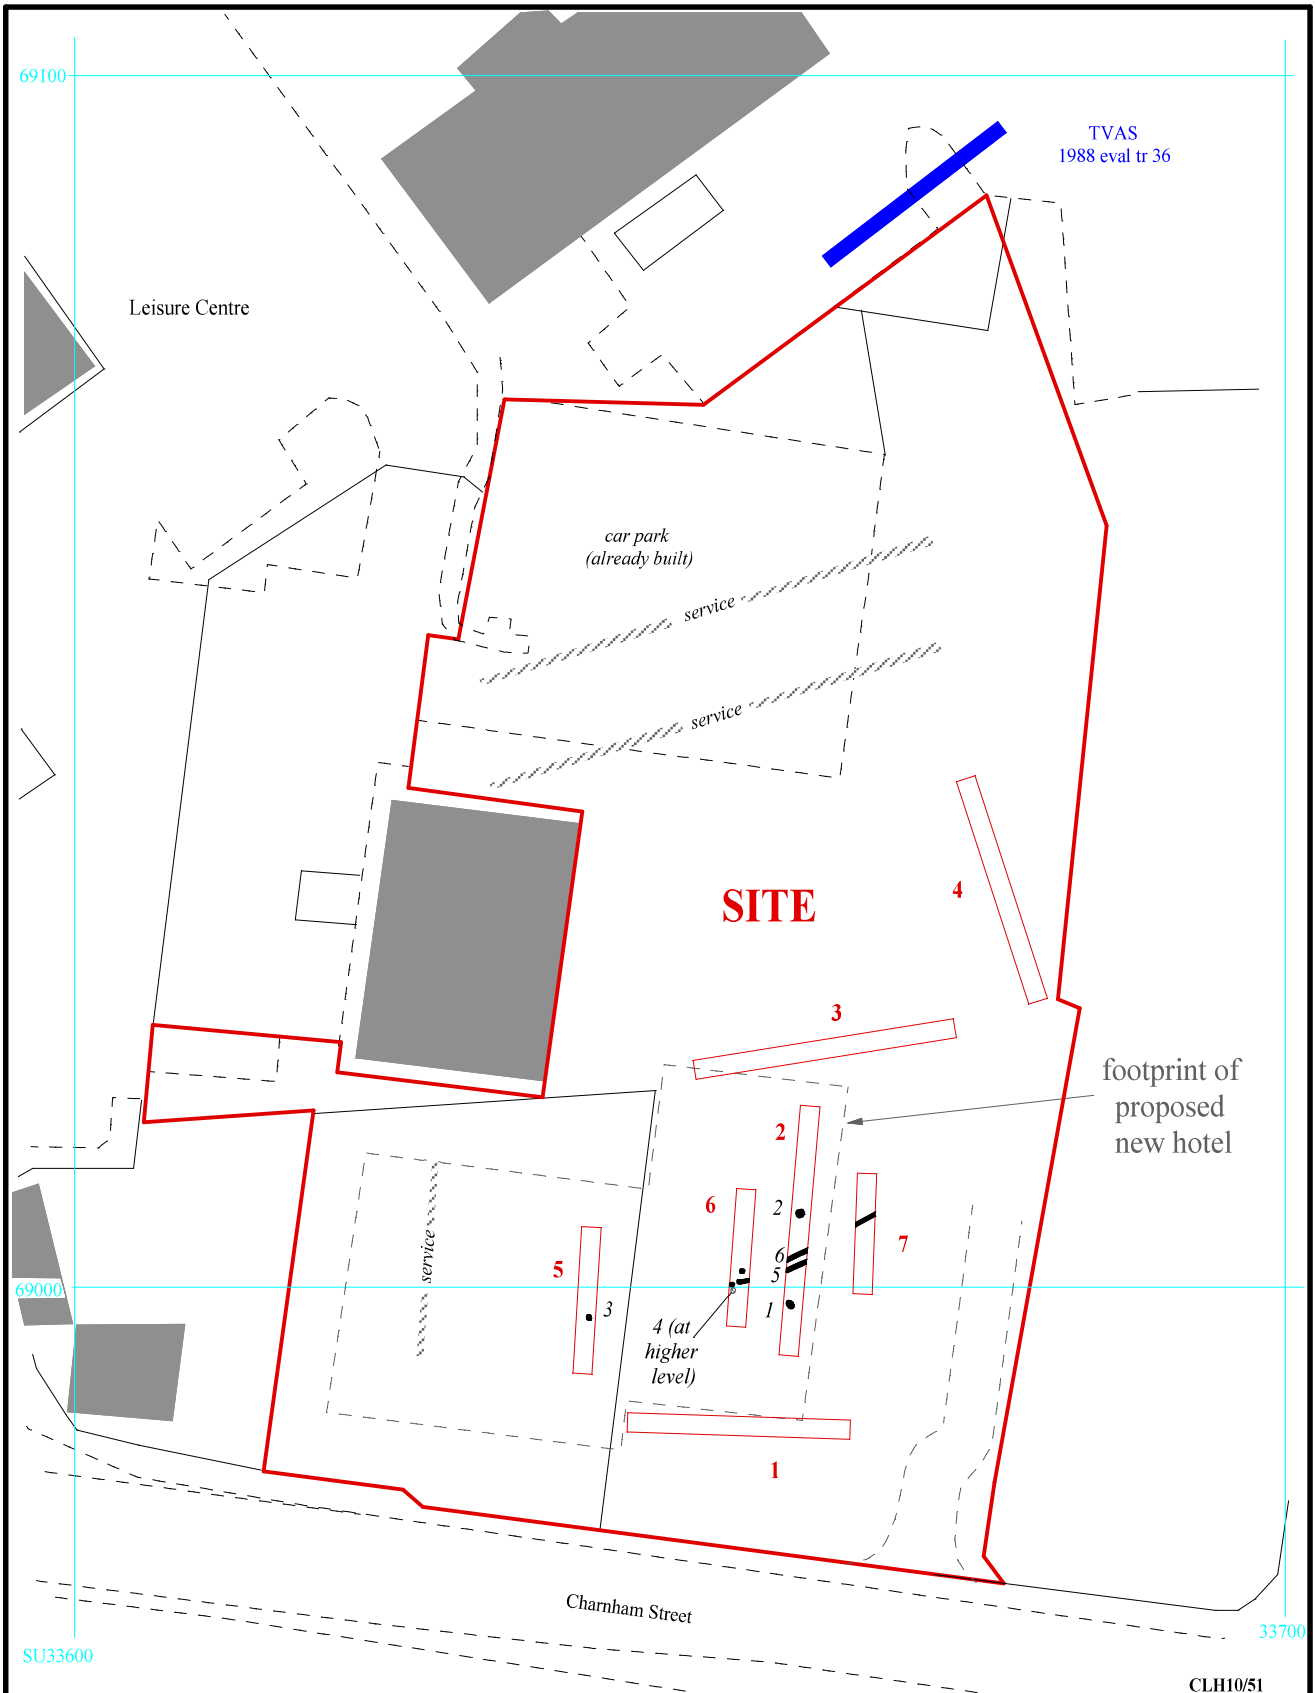 69100
TVAS
1988 eval tr 36
Leisure Centre
car park
(already built)
service
service
SITE
4
3
footprint of
proposed
new hotel
2
6
2
7
5
service
6
5
3
1
69000
4 (at
higher
level)
1
Charnham Street
33700
SU33600
CLH10/51